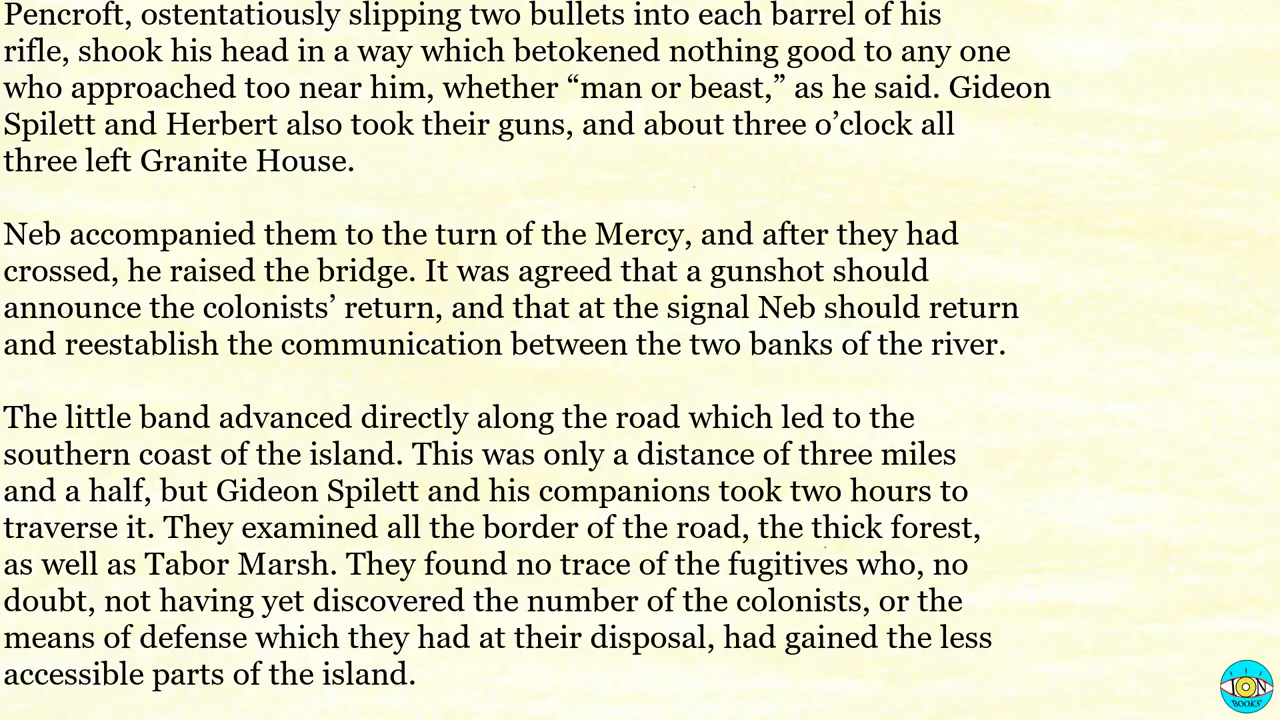 Pencroft, ostentatiously slipping two bullets into each barrel of his
rifle, shook his head in a way which betokened nothing good to any one
who approached too near him, whether “man or beast,” as he said. Gideon
Spilett and Herbert also took their guns, and about three o’clock all
three left Granite House.
Neb accompanied them to the turn of the Mercy, and after they had
crossed, he raised the bridge. It was agreed that a gunshot should
announce the colonists’ return, and that at the signal Neb should return
and reestablish the communication between the two banks of the river.
The little band advanced directly along the road which led to the
southern coast of the island. This was only a distance of three miles
and a half, but Gideon Spilett and his companions took two hours to
traverse it. They examined all the border of the road, the thick forest,
as well as Tabor Marsh. They found no trace of the fugitives who, no
doubt, not having yet discovered the number of the colonists, or the
means of defense which they had at their disposal, had gained the less
accessible parts of the island.
ION
BOOKS